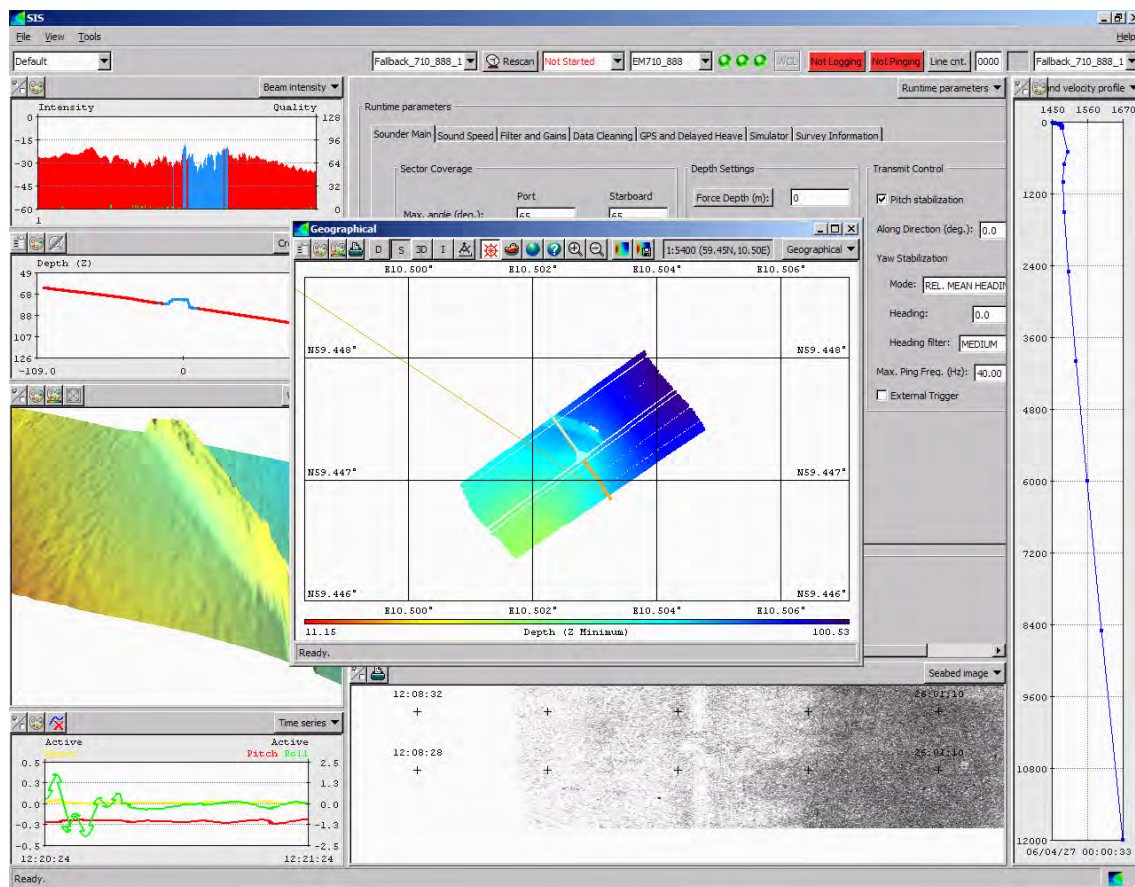 SIS
File View Tools Help
Default Fallback_710_888_1 Rescan Not Started EM710_888 WCL Not Logging Not Pinging Line cnt. 0000 Fallback_710_888_1
Beam intensity
Intensity Quality
0 128
-15 96
-30 64
-45 32
-60 0
1
Depth (Z)
49
68
88
107
126
-109.0 0
Time series
Active Active
Pitch Roll
0.5 2.5
0.3 1.3
0.0 0.0
-0.3 -1.3
-0.5 -2.5
12:20:24 12:21:24
Runtime parameters
Runtime parameters
Sounder Main Sound Speed Filter and Gains Data Cleaning GPS and Delayed Heave Simulator Survey Information
Sector Coverage
Port Starboard
Max. angle (deg.): 65 65
Depth Settings
Force Depth (m): 0
Transmit Control
Pitch stabilization
Along Direction (deg.): 0.0
Yaw Stabilization
Mode: REL. MEAN HEADIN
Heading: 0.0
Heading filter: MEDIUM
Max. Ping Freq. (Hz): 40.00
External Trigger
Geographical
D S 3D I 1:5400 (59.45N, 10.50E) Geographical
E10.500° E10.502° E10.504° E10.506°
N59.448° N59.448°
N59.447° N59.447°
N59.446° N59.446°
E10.500° E10.502° E10.504° E10.506°
11.15 Depth (Z Minimum) 100.53
Ready.
Seabed image
12:08:32 26:01:10
12:08:28
nd velocity profile
1450 1560 1670
0
1200
2400
3600
4800
6000
7200
8400
9600
10800
12000
06/04/27 00:00:33
Ready.